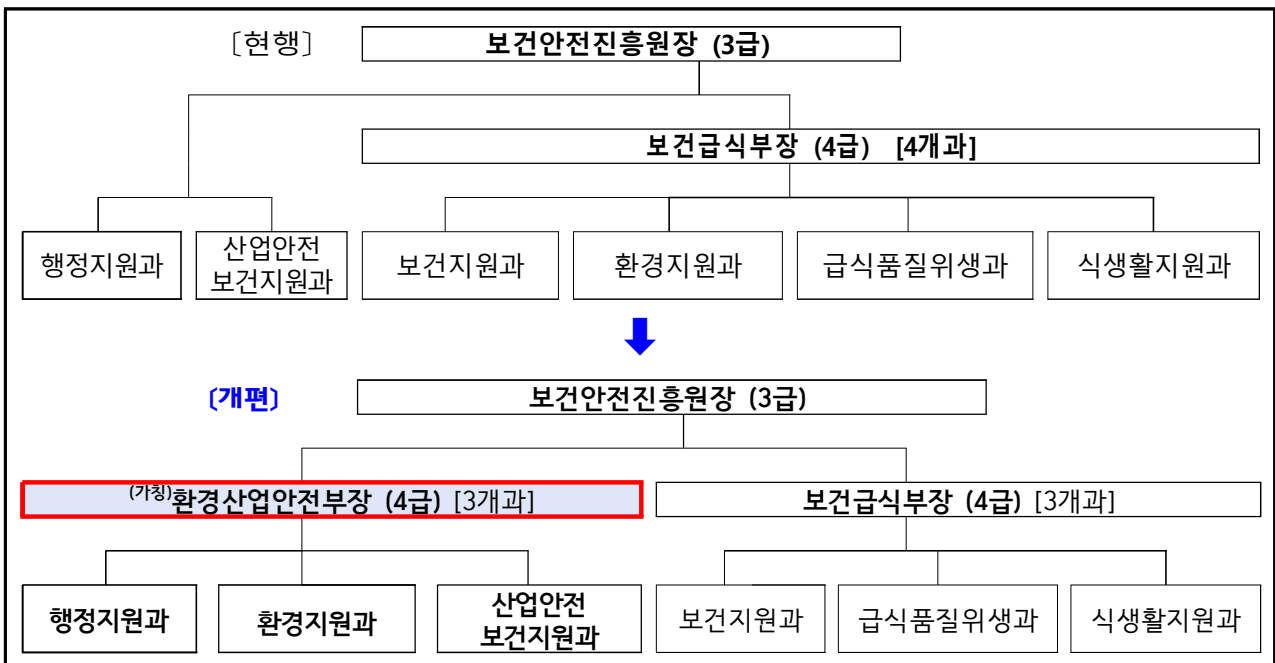 〔현행〕
보건안전진흥원장 (3급)
보건급식부장 (4급) [4개과]
행정지원과
산업안전
보건지원과
보건지원과
환경지원과
급식품질위생과
식생활지원과
〔개편〕
보건안전진흥원장 (3급)
(가칭)환경산업안전부장 (4급) [3개과]
보건급식부장 (4급) [3개과]
행정지원과
환경지원과
산업안전
보건지원과
보건지원과
급식품질위생과
식생활지원과